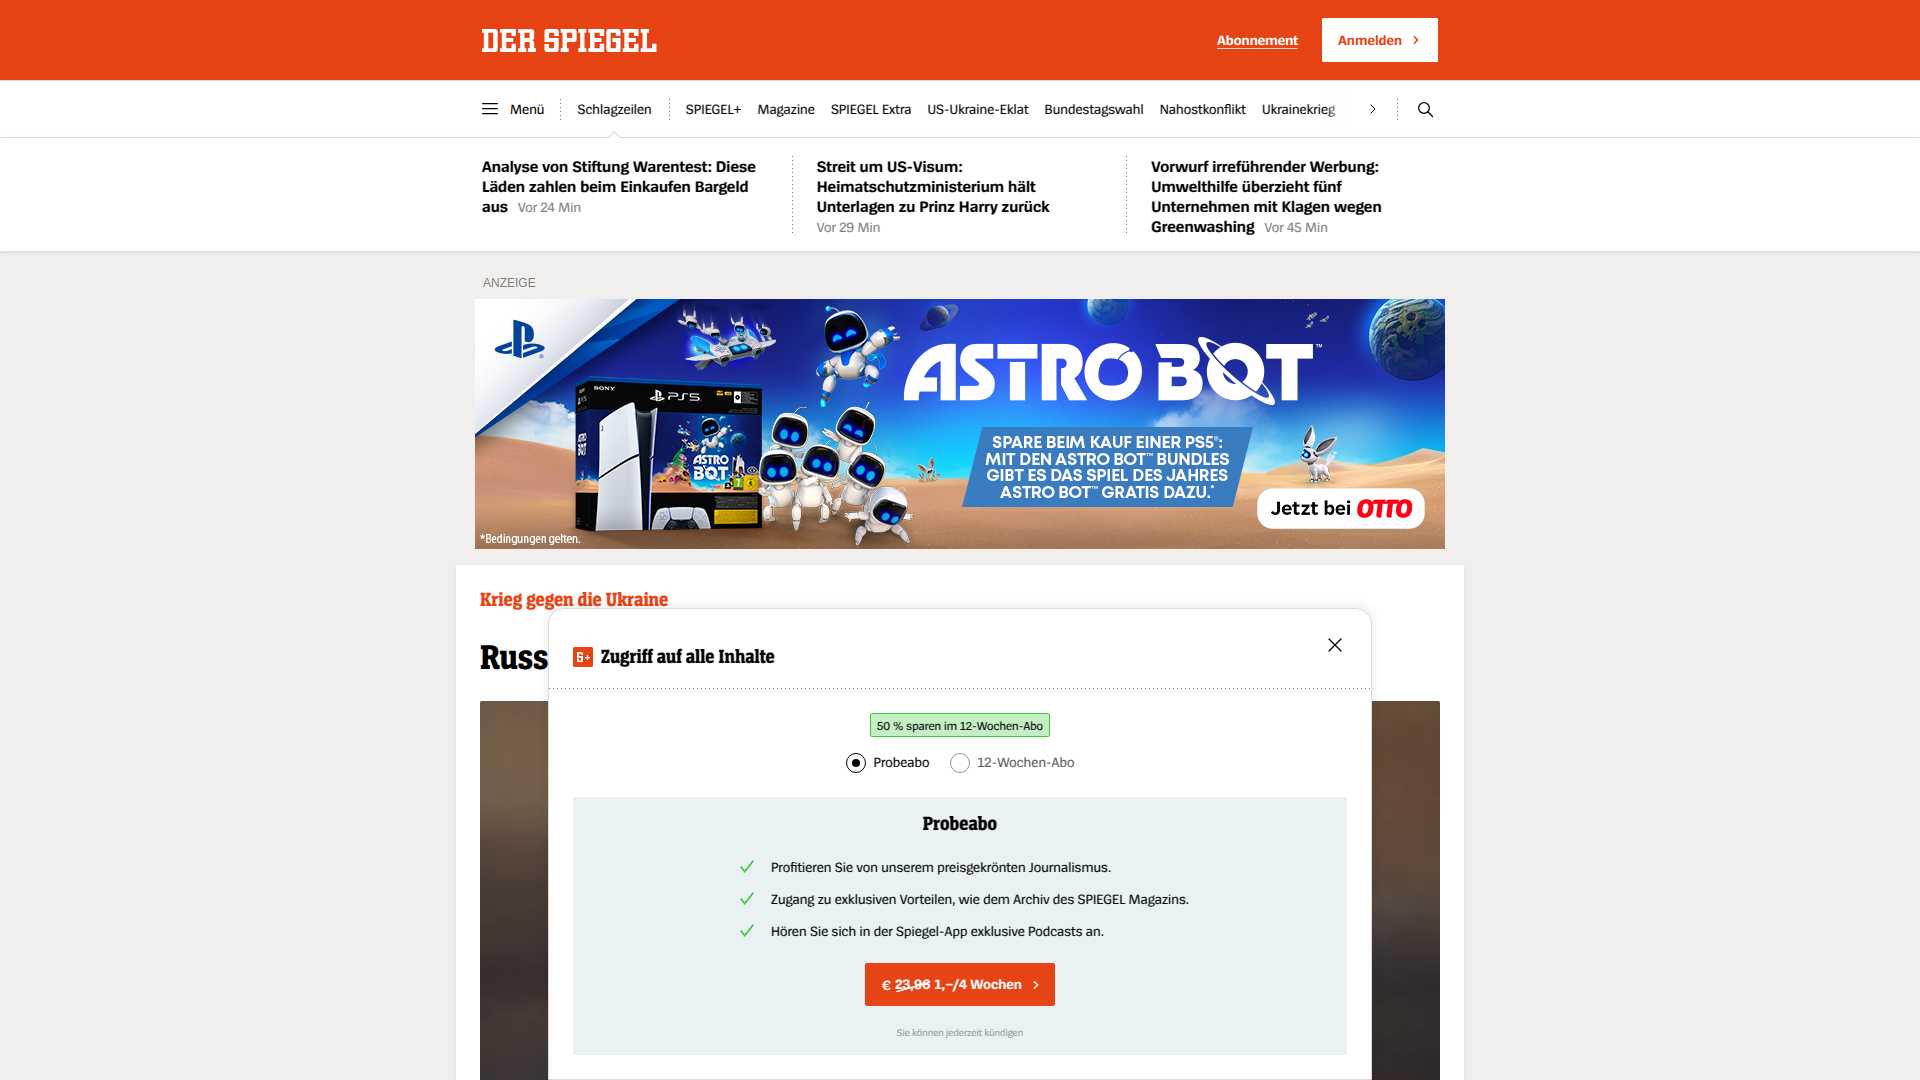 DER SPIEGEL
Abonnement
Anmelden
Menü
Schlagzeilen
SPIEGEL+
Magazine
SPIEGEL Extra
US-Ukraine-Eklat
Bundestagswahl
Nahostkonflikt
Ukrainekrieg
Analyse von Stiftung Warentest: Diese
Läden zahlen beim Einkaufen Bargeld
aus Vor 24 Min
Streit um US-Visum:
Heimatschutzministerium hält
Unterlagen zu Prinz Harry zurück
Vor 29 Min
Vorwurf irreführender Werbung:
Umwelthilfe überzieht fünf
Unternehmen mit Klagen wegen
Greenwashing Vor 45 Min
ANZEIGE
ASTRO BOT™
SONY
PS5
ASTRO
BOT
SPARE BEIM KAUF EINER PS5®:
MIT DEN ASTRO BOT™ BUNDLES
GIBT ES DAS SPIEL DES JAHRES
ASTRO BOT™ GRATIS DAZU.*
Jetzt bei OTTO
*Bedingungen gelten.
Krieg gegen die Ukraine
Russ
Zugriff auf alle Inhalte
50 % sparen im 12-Wochen-Abo
Probeabo
12-Wochen-Abo
Probeabo
Profitieren Sie von unserem preisgekrönten Journalismus.
Zugang zu exklusiven Vorteilen, wie dem Archiv des SPIEGEL Magazins.
Hören Sie sich in der Spiegel-App exklusive Podcasts an.
€ 23,96 1,–/4 Wochen
Sie können jederzeit kündigen